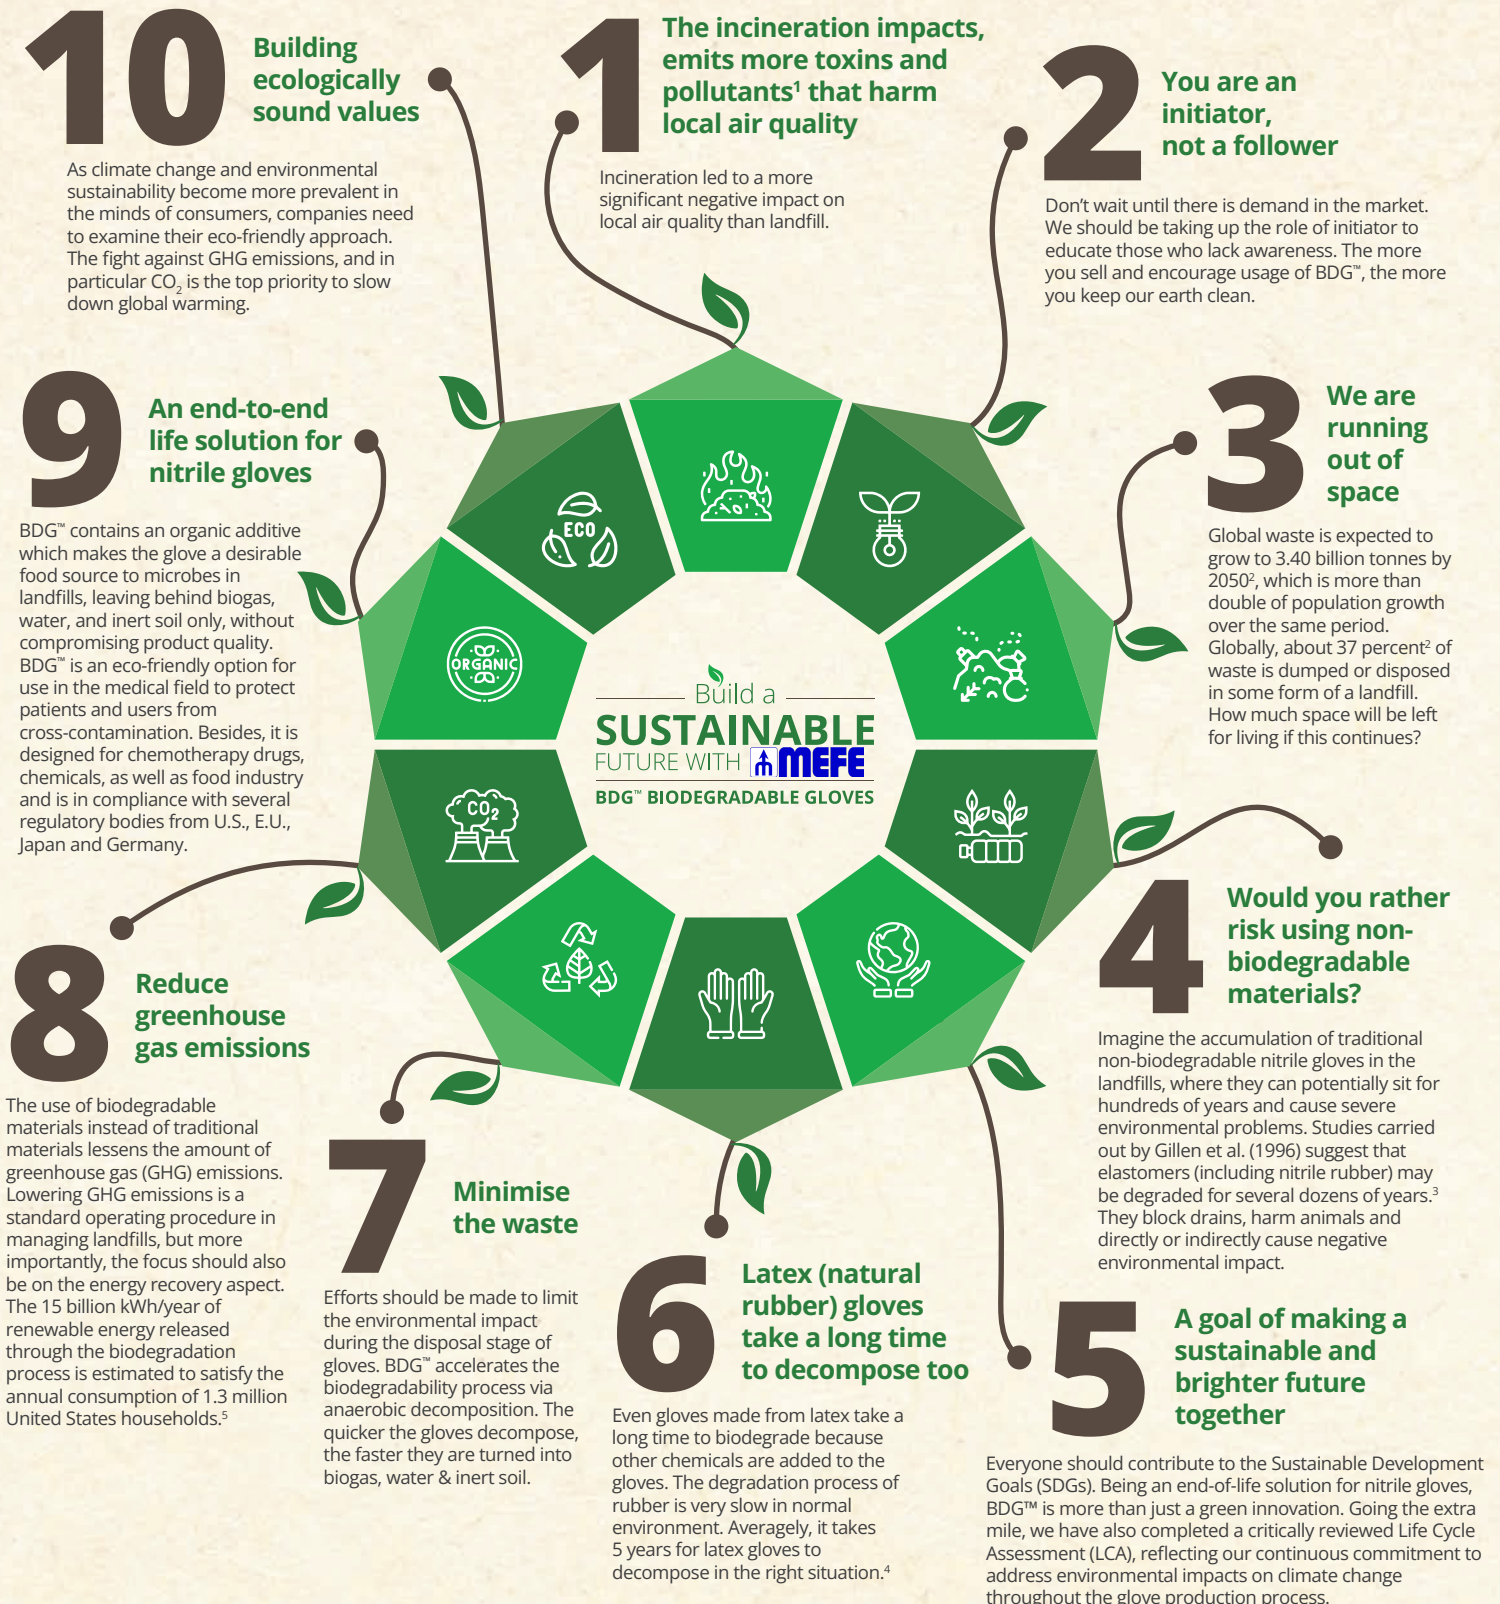 10
Building
ecologically
sound values
As climate change and environmental
sustainability become more prevalent in
the minds of consumers, companies need
to examine their eco-friendly approach.
The fight against GHG emissions, and in
particular CO₂ is the top priority to slow
down global warming.
1
The incineration impacts,
emits more toxins and
pollutants¹ that harm
local air quality
Incineration led to a more
significant negative impact on
local air quality than landfill.
2
You are an
initiator,
not a follower
Don't wait until there is demand in the market.
We should be taking up the role of initiator to
educate those who lack awareness. The more
you sell and encourage usage of BDG™, the more
you keep our earth clean.
9
An end-to-end
life solution for
nitrile gloves
BDG™ contains an organic additive
which makes the glove a desirable
food source to microbes in
landfills, leaving behind biogas,
water, and inert soil only, without
compromising product quality.
BDG™ is an eco-friendly option for
use in the medical field to protect
patients and users from
cross-contamination. Besides, it is
designed for chemotherapy drugs,
chemicals, as well as food industry
and is in compliance with several
regulatory bodies from U.S., E.U.,
Japan and Germany.
3
We are
running
out of
space
Global waste is expected to
grow to 3.40 billion tonnes by
2050², which is more than
double of population growth
over the same period.
Globally, about 37 percent² of
waste is dumped or disposed
in some form of a landfill.
How much space will be left
for living if this continues?
ECO
ORGANIC
CO₂
Build a
SUSTAINABLE
FUTURE WITH MEFE
BDG™ BIODEGRADABLE GLOVES
4
Would you rather
risk using non-
biodegradable
materials?
Imagine the accumulation of traditional
non-biodegradable nitrile gloves in the
landfills, where they can potentially sit for
hundreds of years and cause severe
environmental problems. Studies carried
out by Gillen et al. (1996) suggest that
elastomers (including nitrile rubber) may
be degraded for several dozens of years.³
They block drains, harm animals and
directly or indirectly cause negative
environmental impact.
8
Reduce
greenhouse
gas emissions
The use of biodegradable
materials instead of traditional
materials lessens the amount of
greenhouse gas (GHG) emissions.
Lowering GHG emissions is a
standard operating procedure in
managing landfills, but more
importantly, the focus should also
be on the energy recovery aspect.
The 15 billion kWh/year of
renewable energy released
through the biodegradation
process is estimated to satisfy the
annual consumption of 1.3 million
United States households.⁵
7
Minimise
the waste
Efforts should be made to limit
the environmental impact
during the disposal stage of
gloves. BDG™ accelerates the
biodegradability process via
anaerobic decomposition. The
quicker the gloves decompose,
the faster they are turned into
biogas, water & inert soil.
6
Latex (natural
rubber) gloves
take a long time
to decompose too
Even gloves made from latex take a
long time to biodegrade because
other chemicals are added to the
gloves. The degradation process of
rubber is very slow in normal
environment. Averagely, it takes
5 years for latex gloves to
decompose in the right situation.⁴
5
A goal of making a
sustainable and
brighter future
together
Everyone should contribute to the Sustainable Development
Goals (SDGs). Being an end-of-life solution for nitrile gloves,
BDG™ is more than just a green innovation. Going the extra
mile, we have also completed a critically reviewed Life Cycle
Assessment (LCA), reflecting our continuous commitment to
address environmental impacts on climate change
throughout the glove production process.